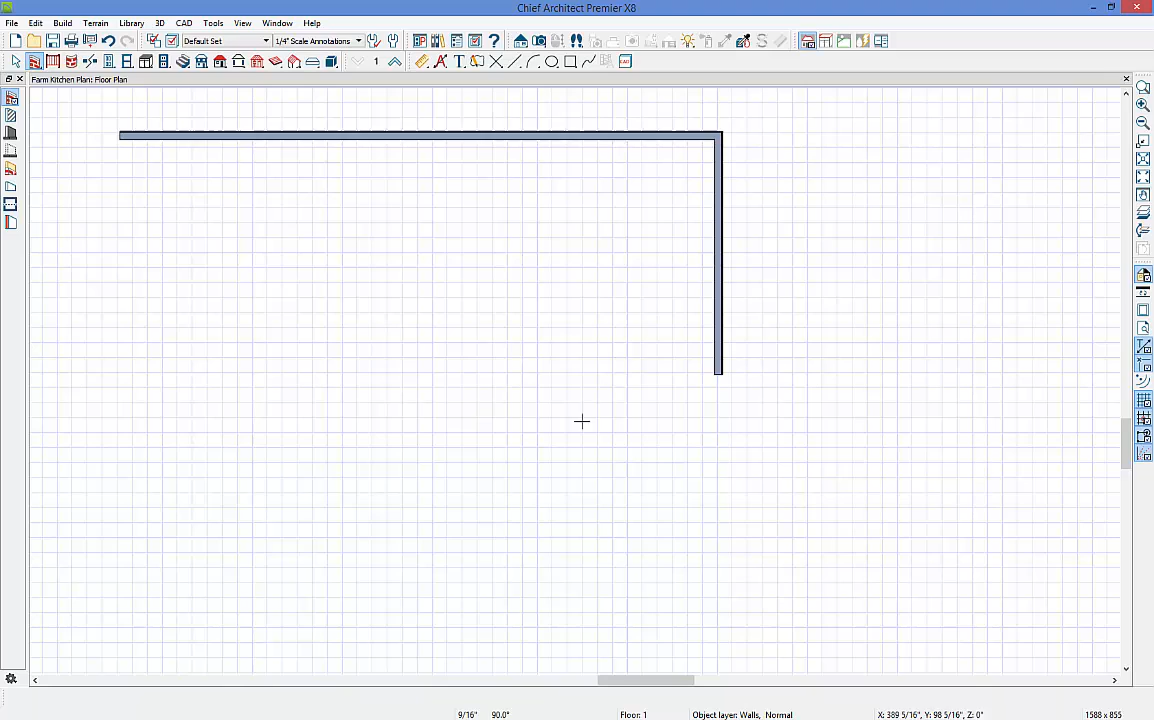 Chief Architect Premier X8
File Edit Build Terrain Library 3D CAD Tools View Window Help
Default Set 1/4" Scale Annotations
1
Farm Kitchen Plan: Floor Plan
9/16" 90.0° Floor: 1 Object layer: Walls, Normal X: 389 5/16", Y: 98 5/16", Z: 0" 1588 x 855